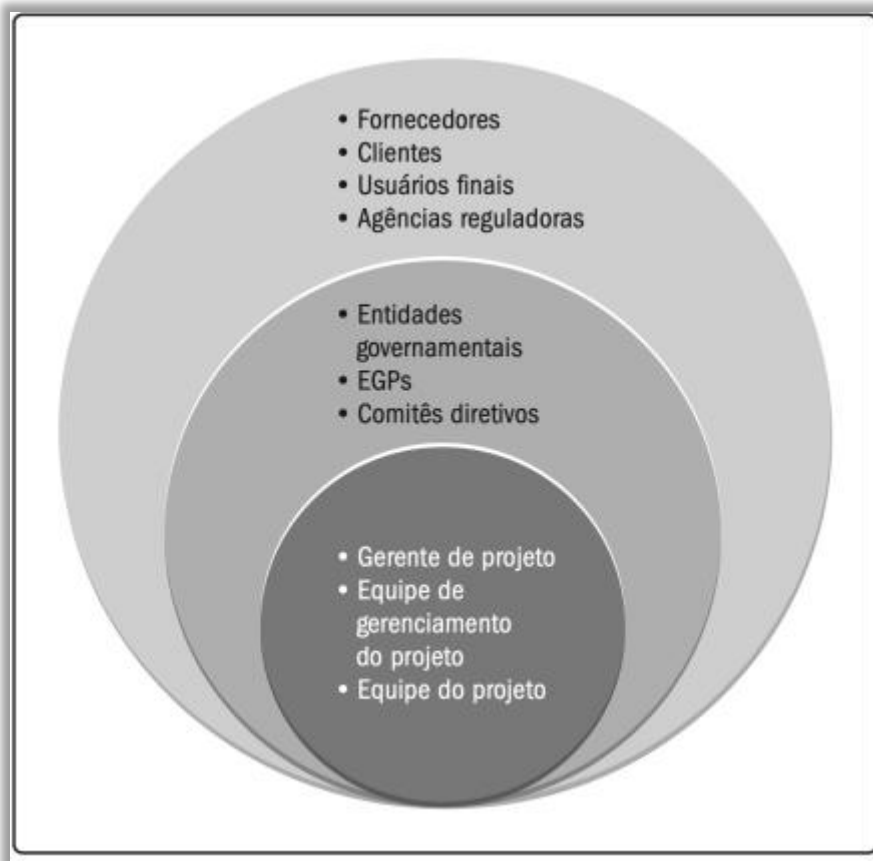 • Fornecedores
• Clientes
• Usuários finais
• Agências reguladoras
• Entidades
governamentais
• EGPs
• Comitês diretivos
• Gerente de projeto
• Equipe de
gerenciamento
do projeto
• Equipe do projeto